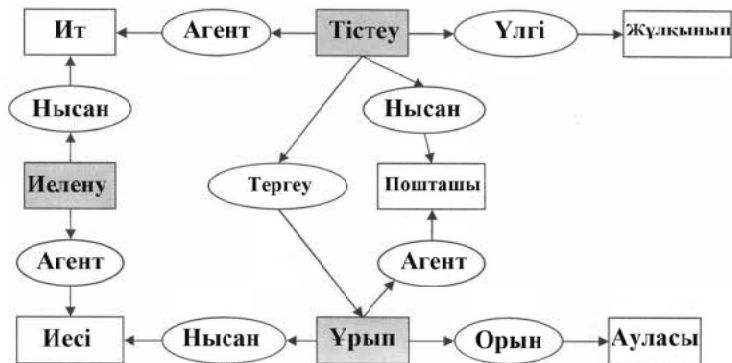 Ит Агент Тістеу Үлгі Жұлқынып
Нысан Нысан
Иелену Тергеу Пошташы
Агент Агент
Иесі Нысан Ұрып Орын Ауласы